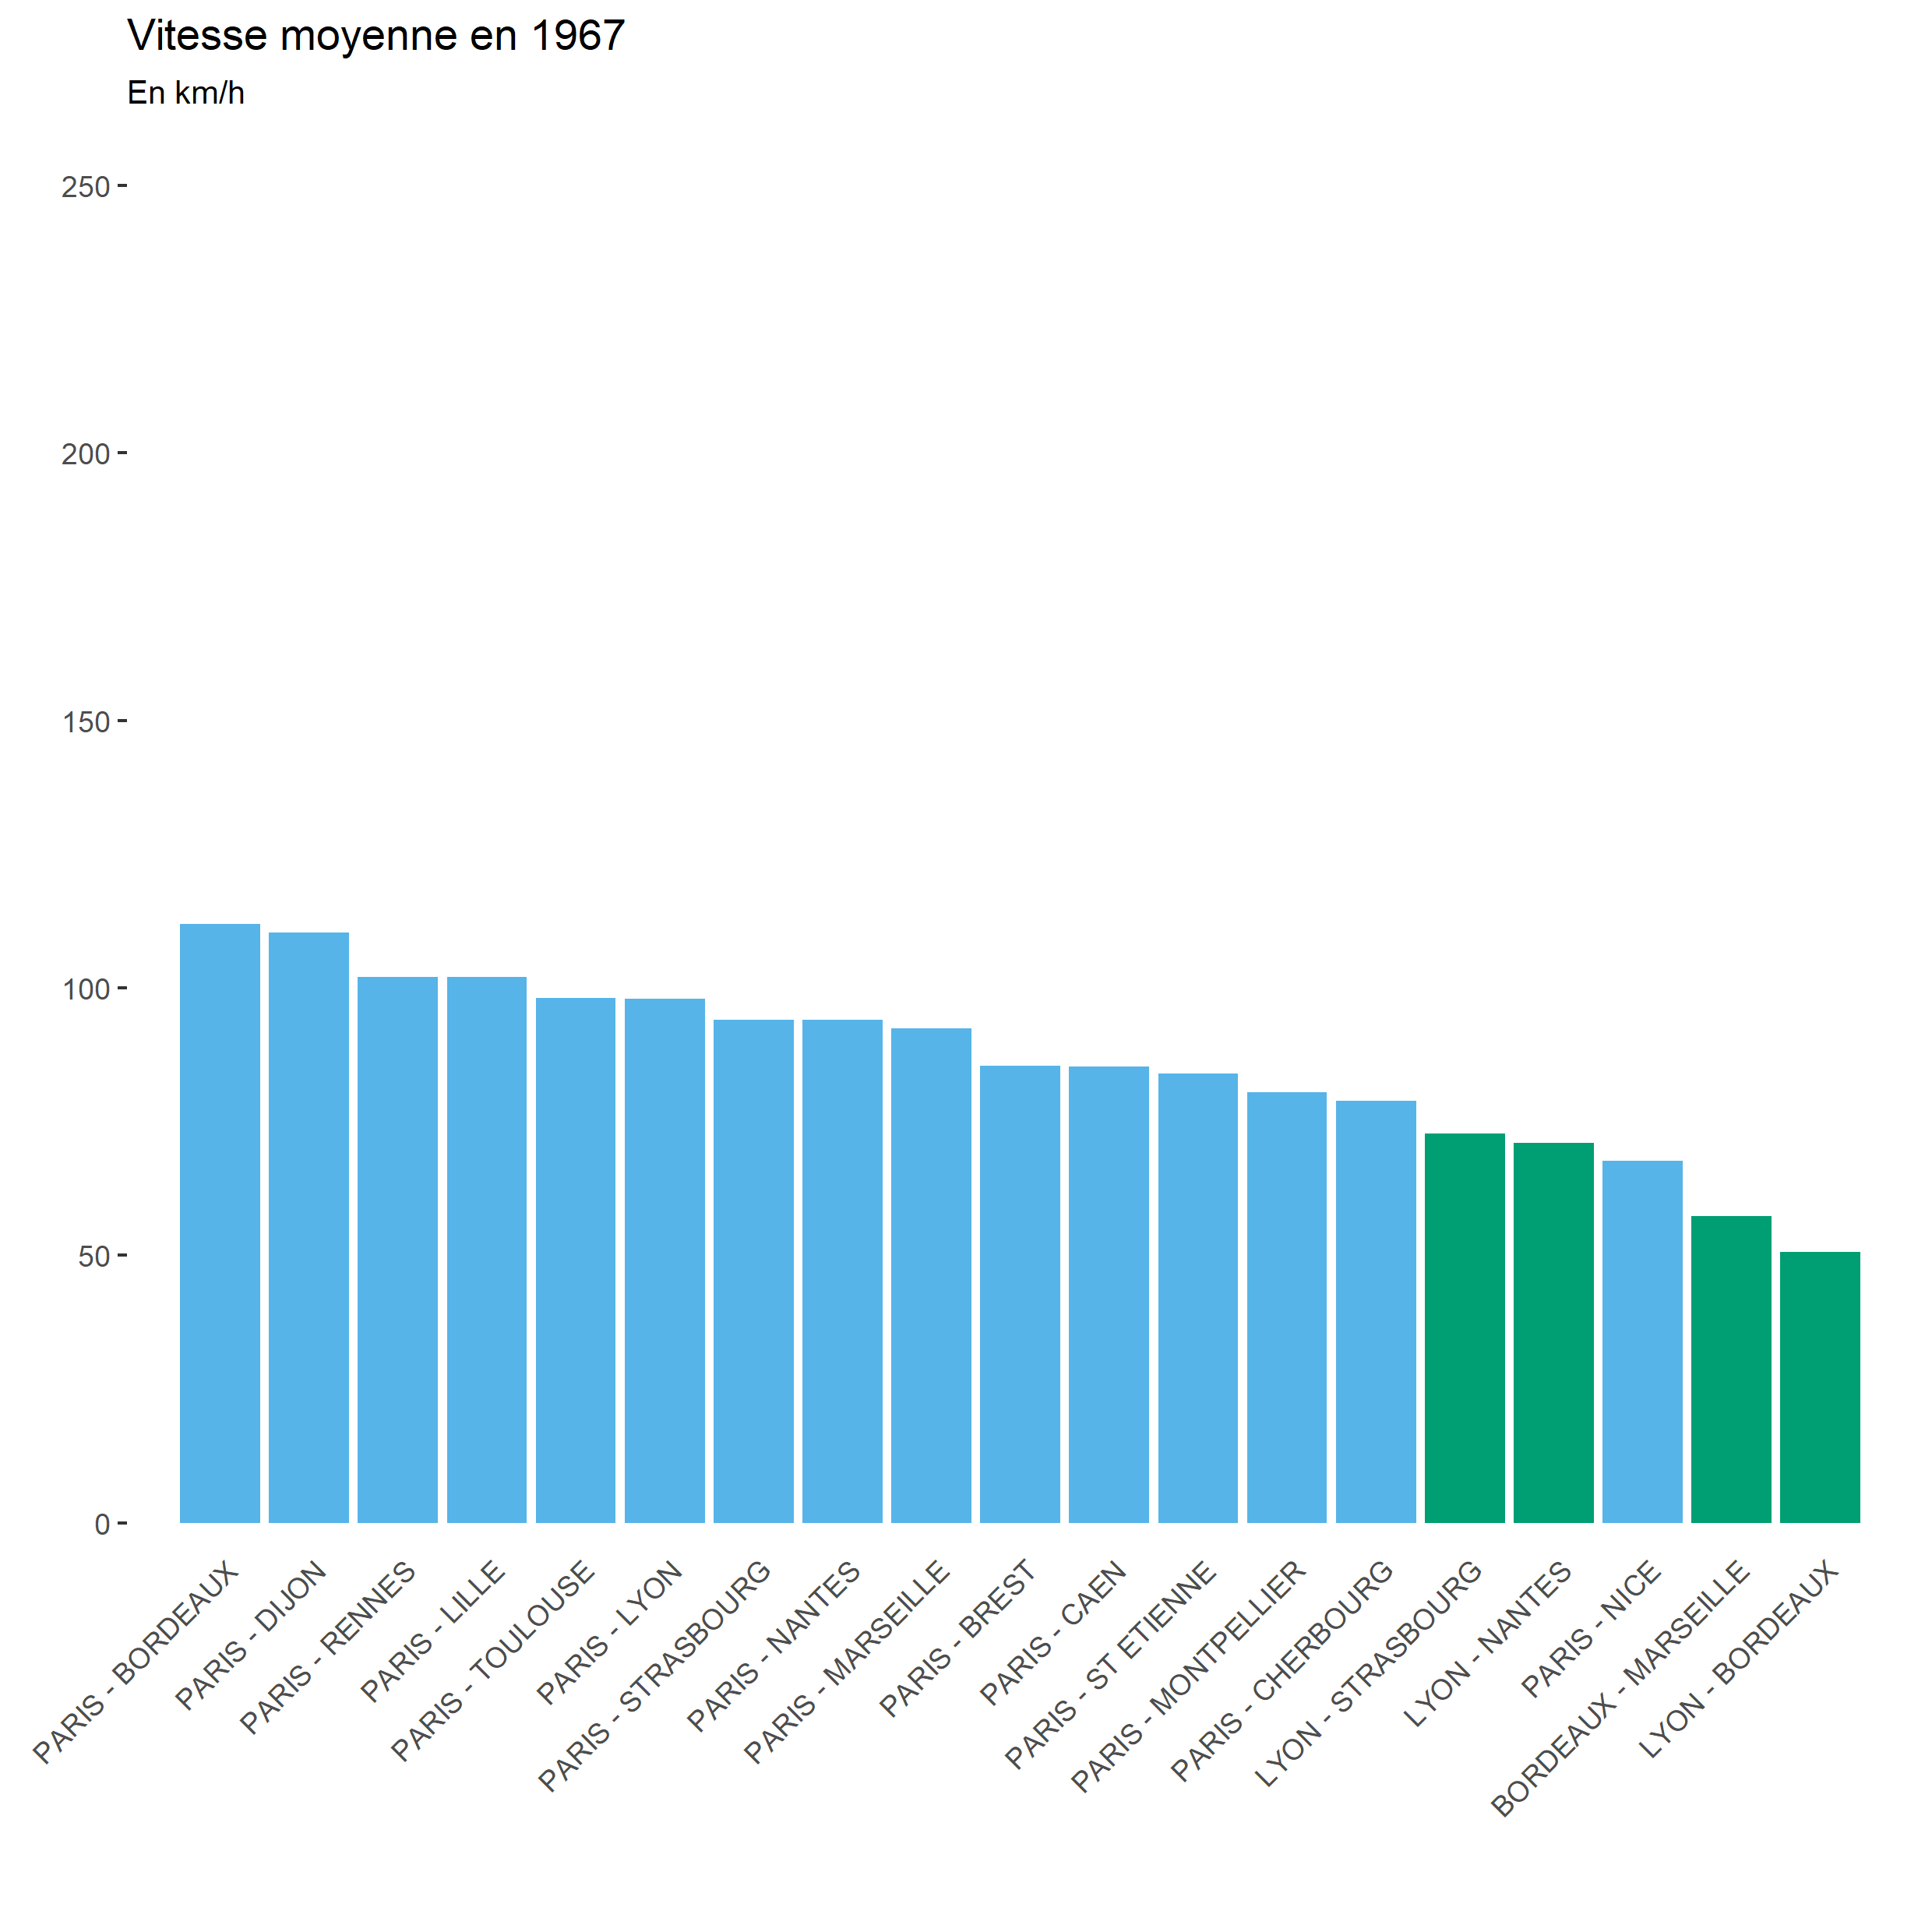 Vitesse moyenne en 1967
En km/h
250
200
150
100
50
0
PARIS - BORDEAUX
PARIS - DIJON
PARIS - RENNES
PARIS - LILLE
PARIS - TOULOUSE
PARIS - LYON
PARIS - STRASBOURG
PARIS - NANTES
PARIS - MARSEILLE
PARIS - BREST
PARIS - CAEN
PARIS - ST ETIENNE
PARIS - MONTPELLIER
PARIS - CHERBOURG
LYON - STRASBOURG
LYON - NANTES
PARIS - NICE
BORDEAUX - MARSEILLE
LYON - BORDEAUX